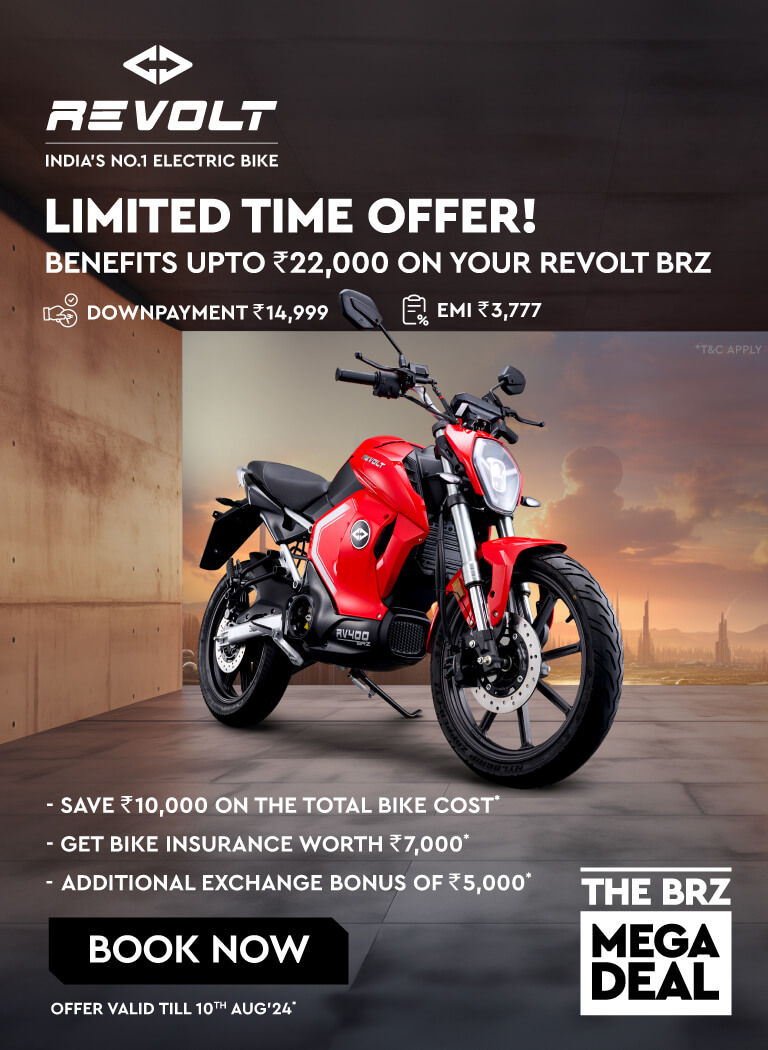 REVOLT
INDIA'S NO.1 ELECTRIC BIKE
LIMITED TIME OFFER!
BENEFITS UPTO ₹22,000 ON YOUR REVOLT BRZ
DOWNPAYMENT ₹14,999
EMI ₹3,777
*T&C APPLY
REVOLT
RV400
BRZ
- SAVE ₹10,000 ON THE TOTAL BIKE COST*
- GET BIKE INSURANCE WORTH ₹7,000*
- ADDITIONAL EXCHANGE BONUS OF ₹5,000*
THE BRZ
MEGA
DEAL
BOOK NOW
OFFER VALID TILL 10TH AUG'24*